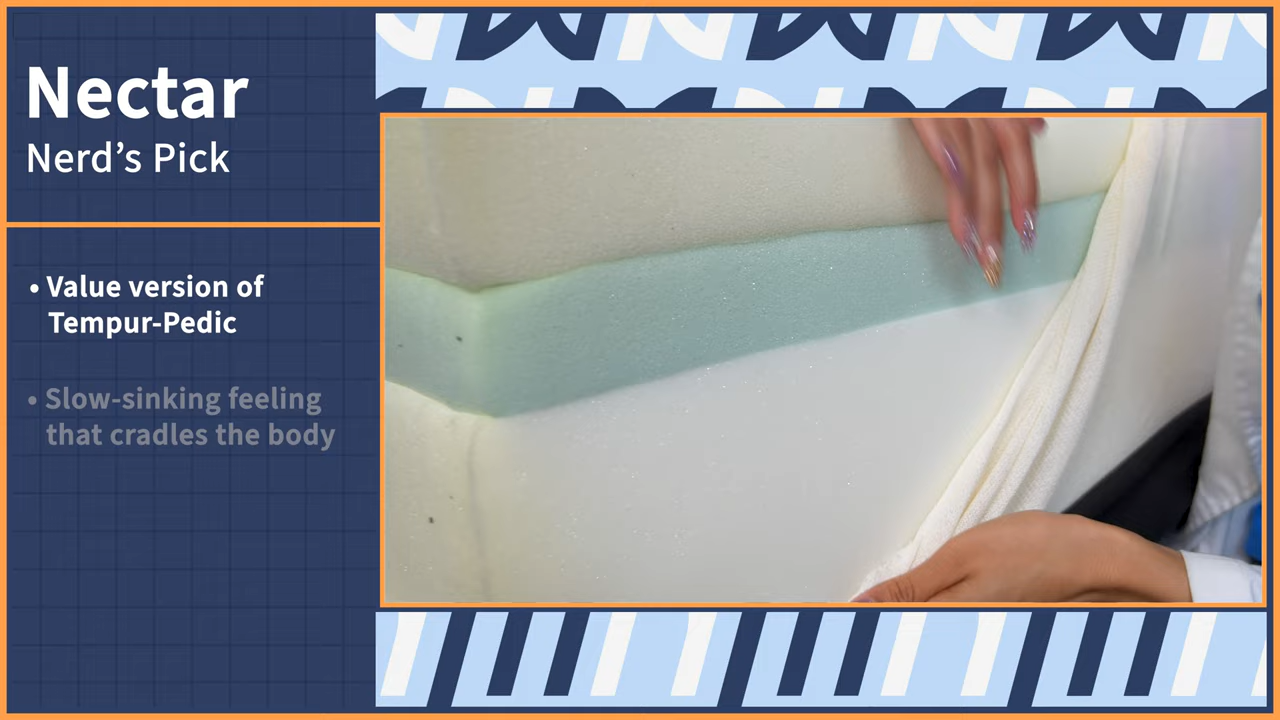 Nectar
Nerd’s Pick
• Value version of
Tempur-Pedic
• Slow-sinking feeling
that cradles the body